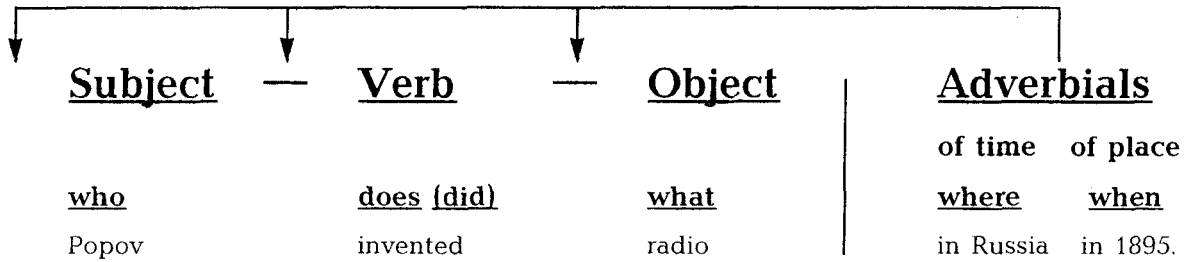 Subject — Verb — Object Adverbials
of time of place
who does (did) what where when
Popov invented radio in Russia in 1895.